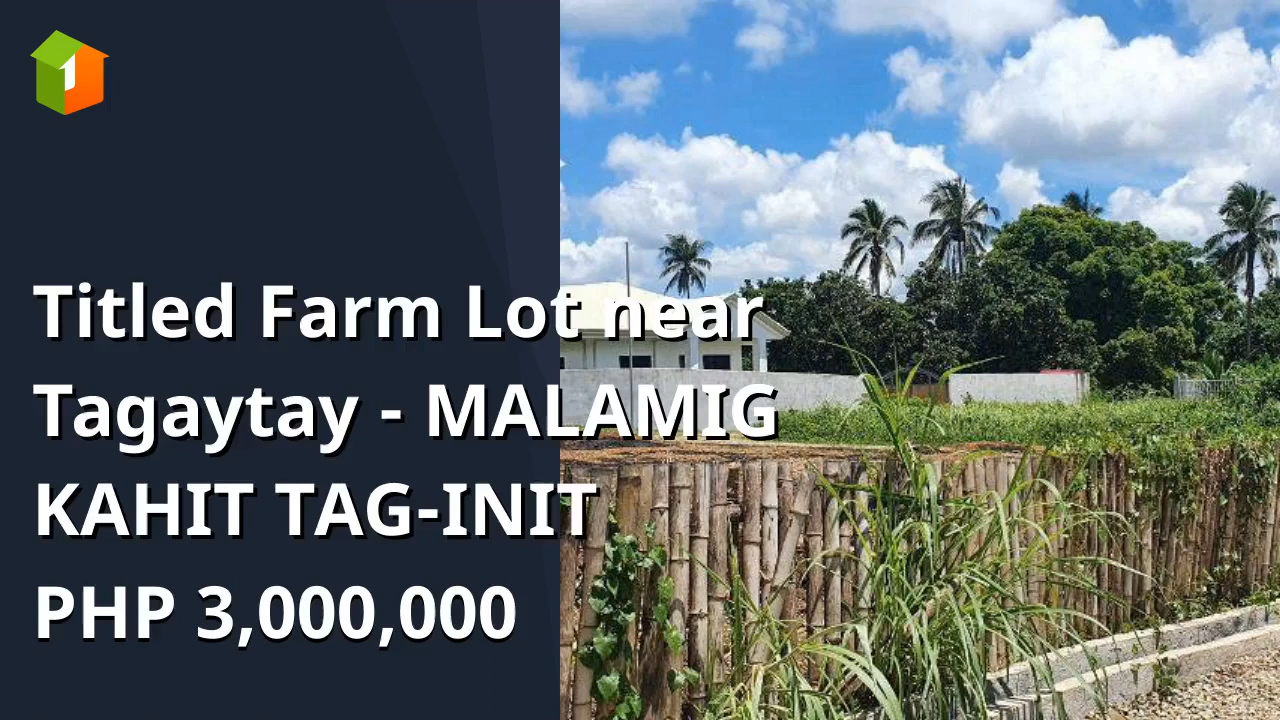 Titled Farm Lot near
Tagaytay - MALAMIG
KAHIT TAG-INIT
PHP 3,000,000